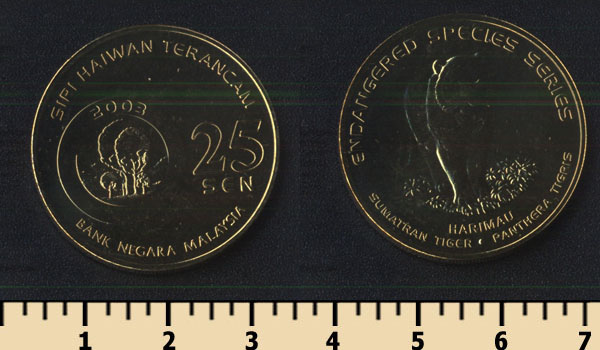 SIRI HAIWAN TERANCAM
2003
25
SEN
BANK NEGARA MALAYSIA
ENDANGERED SPECIES SERIES
HARIMAU
SUMATRAN TIGER • PANTHERA TIGRIS
1 2 3 4 5 6 7